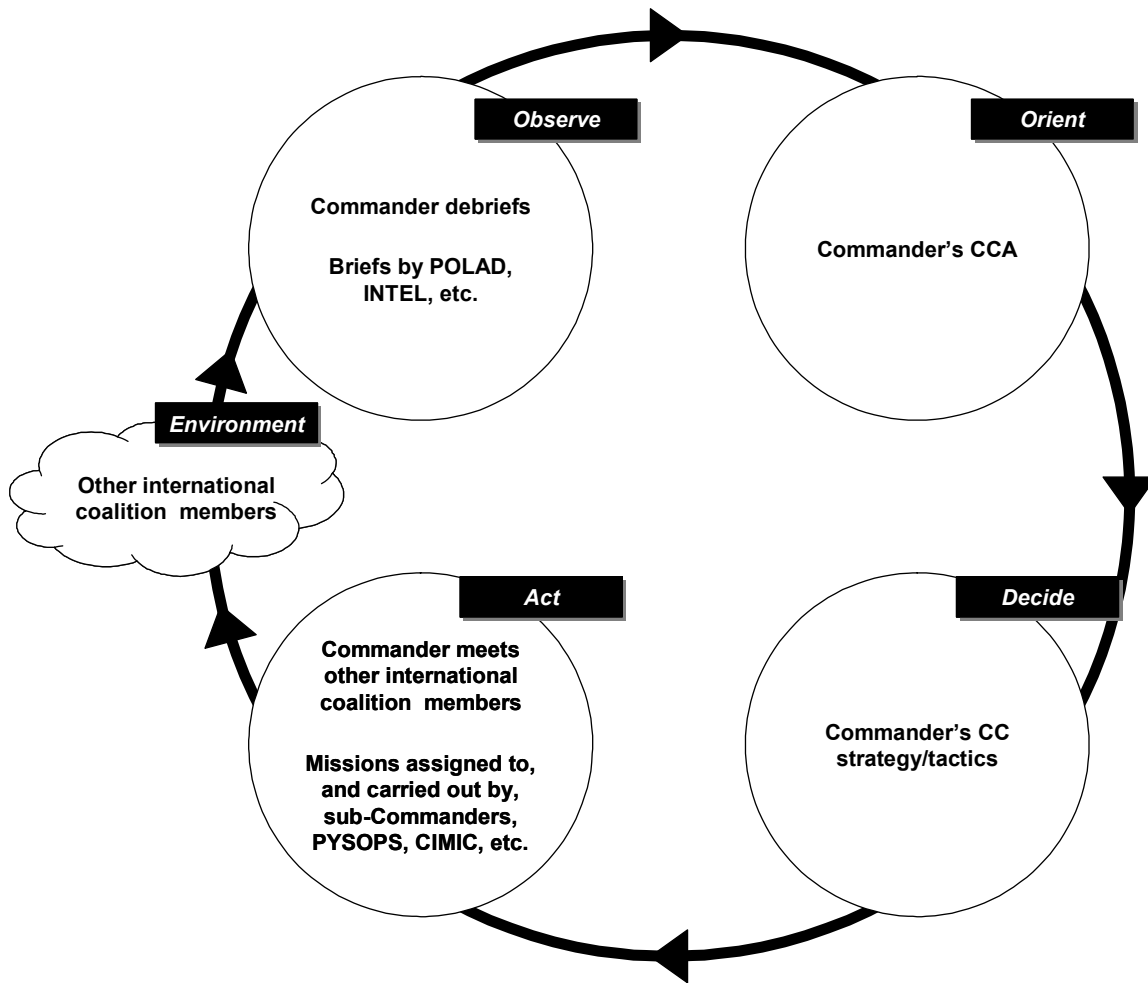 Observe
Commander debriefs
Briefs by POLAD,
INTEL, etc.
Orient
Commander's CCA
Decide
Commander's CC
strategy/tactics
Act
Commander meets
other international
coalition members
Missions assigned to,
and carried out by,
sub-Commanders,
PYSOPS, CIMIC, etc.
Environment
Other international
coalition members